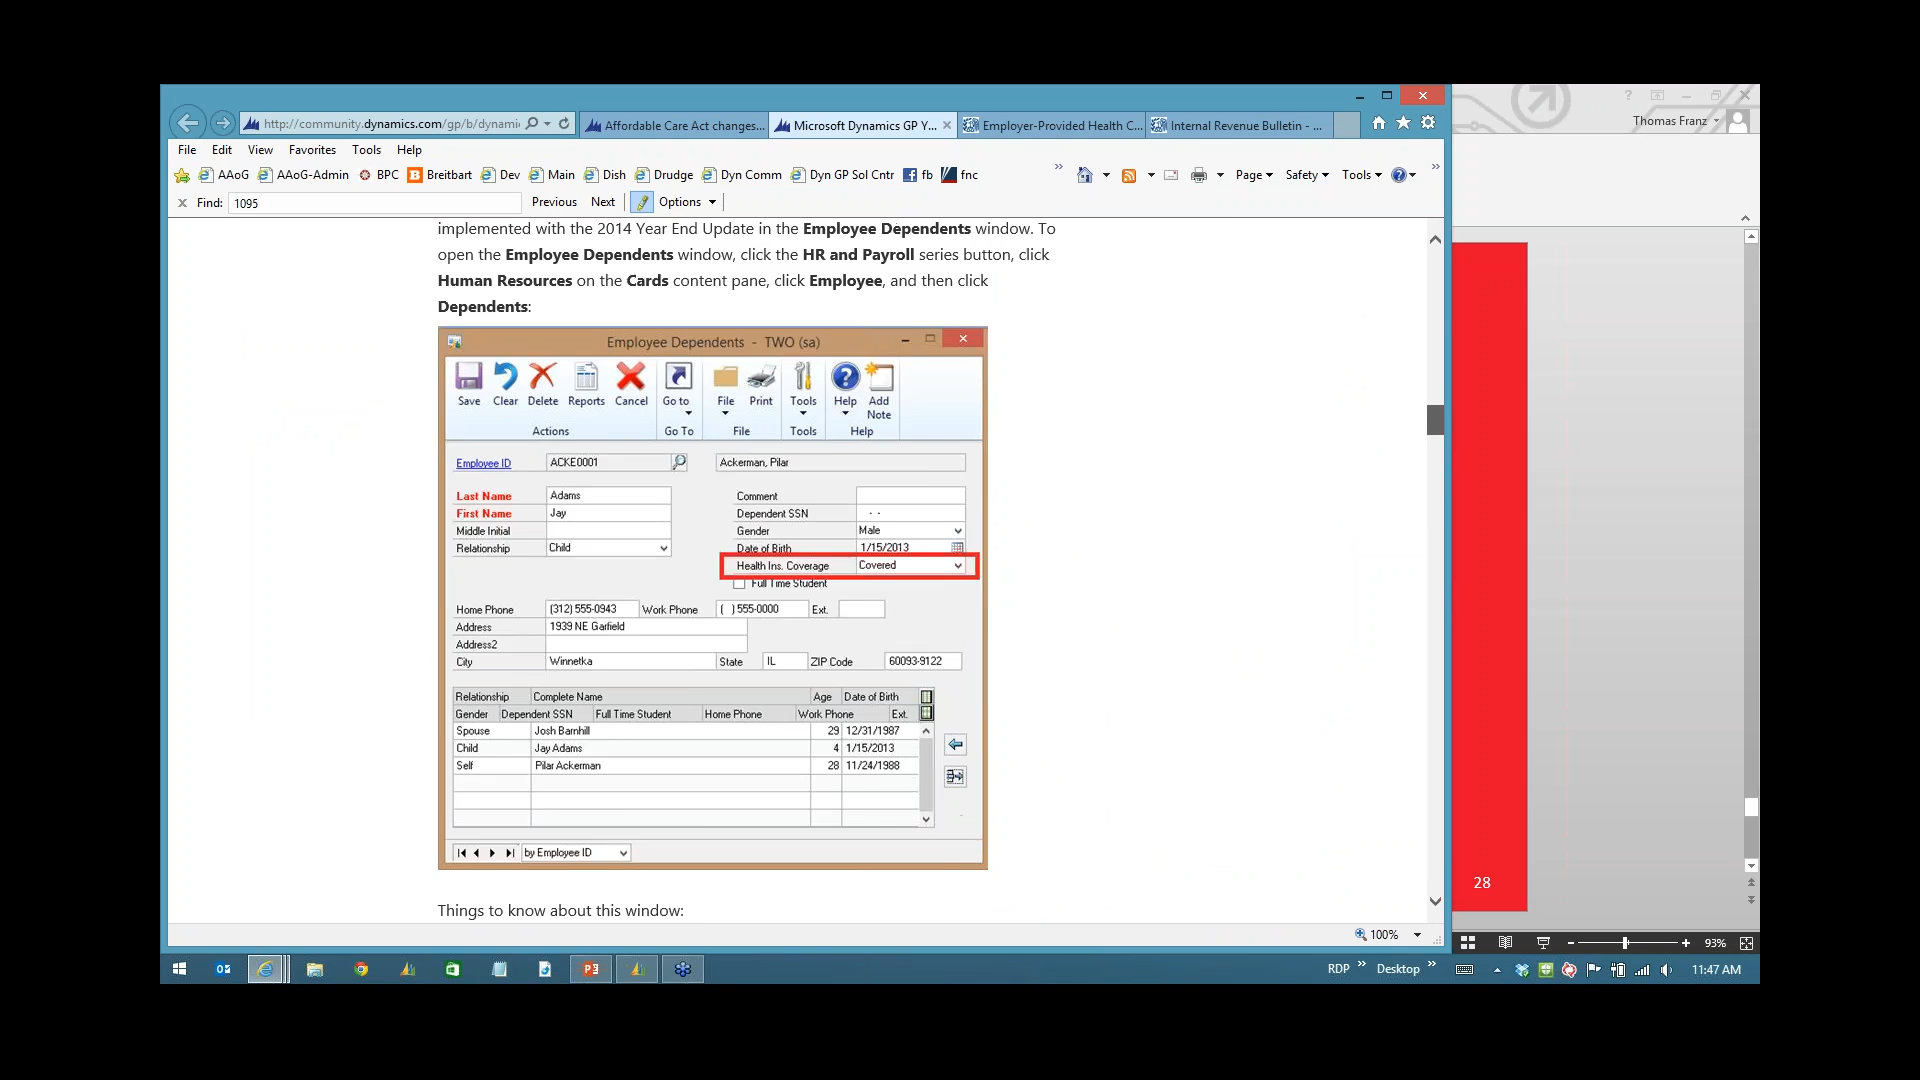 Thomas Franz
http://community.dynamics.com/gp/b/dynami
Affordable Care Act changes...
Microsoft Dynamics GP Y...
Employer-Provided Health C...
Internal Revenue Bulletin - ...
File Edit View Favorites Tools Help
AAoG AAoG-Admin BPC Breitbart Dev Main Dish Drudge Dyn Comm Dyn GP Sol Cntr fb fnc
Page Safety Tools
Find: 1095 Previous Next Options
implemented with the 2014 Year End Update in the Employee Dependents window. To
open the Employee Dependents window, click the HR and Payroll series button, click
Human Resources on the Cards content pane, click Employee, and then click
Dependents:
Employee Dependents - TWO (sa)
Save Clear Delete Reports Cancel Go to File Print Tools Help Add
Note
Actions Go To File Tools Help
Employee ID ACKE0001 Ackerman, Pilar
Last Name Adams Comment
First Name Jay Dependent SSN - -
Middle Initial Gender Male
Relationship Child Date of Birth 1/15/2013
Health Ins. Coverage Covered
Full Time Student
Home Phone (312) 555-0943 Work Phone ( ) 555-0000 Ext.
Address 1939 NE Garfield
Address2
City Winnetka State IL ZIP Code 60093-9122
Relationship Complete Name Age Date of Birth
Gender Dependent SSN Full Time Student Home Phone Work Phone Ext.
Spouse Josh Barnhill 29 12/31/1987
Child Jay Adams 4 1/15/2013
Self Pilar Ackerman 28 11/24/1988
by Employee ID
Things to know about this window:
28
100%
93%
RDP Desktop 11:47 AM